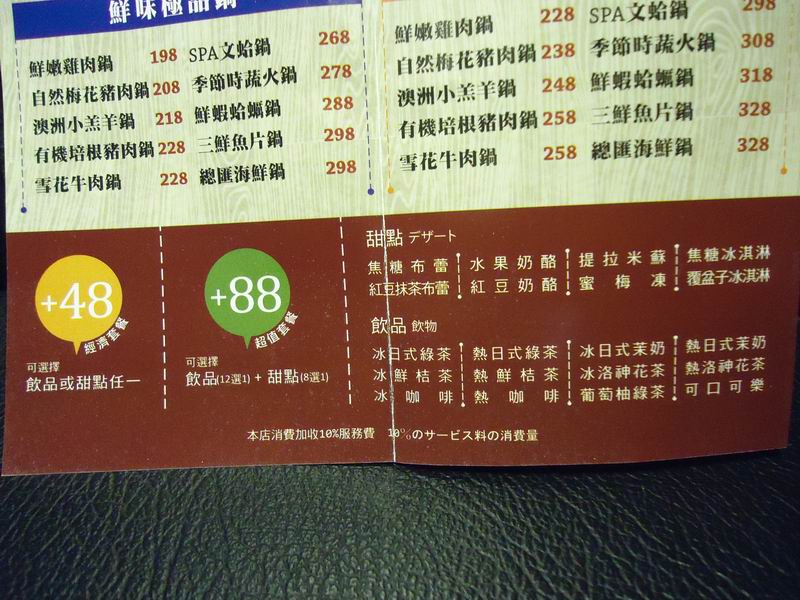 鮮味極品鍋
鮮嫩雞肉鍋 198
自然梅花豬肉鍋 208
澳洲小羔羊鍋 218
有機培根豬肉鍋 228
雪花牛肉鍋 228
SPA文蛤鍋 268
季節時蔬火鍋 278
鮮蝦蛤蠣鍋 288
三鮮魚片鍋 298
總匯海鮮鍋 298
鮮嫩雞肉鍋 228
自然梅花豬肉鍋 238
澳洲小羔羊鍋 248
有機培根豬肉鍋 258
雪花牛肉鍋 258
SPA文蛤鍋 298
季節時蔬火鍋 308
鮮蝦蛤蠣鍋 318
三鮮魚片鍋 328
總匯海鮮鍋 328
+48
經濟套餐
可選擇
飲品或甜點任一
+88
超值套餐
可選擇
飲品(12選1) + 甜點(8選1)
甜點 デザート
焦糖布蕾 水果奶酪 提拉米蘇 焦糖冰淇淋
紅豆抹茶布蕾 紅豆奶酪 蜜梅凍 覆盆子冰淇淋
飲品 飲物
冰日式綠茶 熱日式綠茶 冰日式茉奶 熱日式茉奶
冰鮮桔茶 熱鮮桔茶 冰洛神花茶 熱洛神花茶
冰咖啡 熱咖啡 葡萄柚綠茶 可口可樂
本店消費加收10%服務費 10%のサービス料の消費量